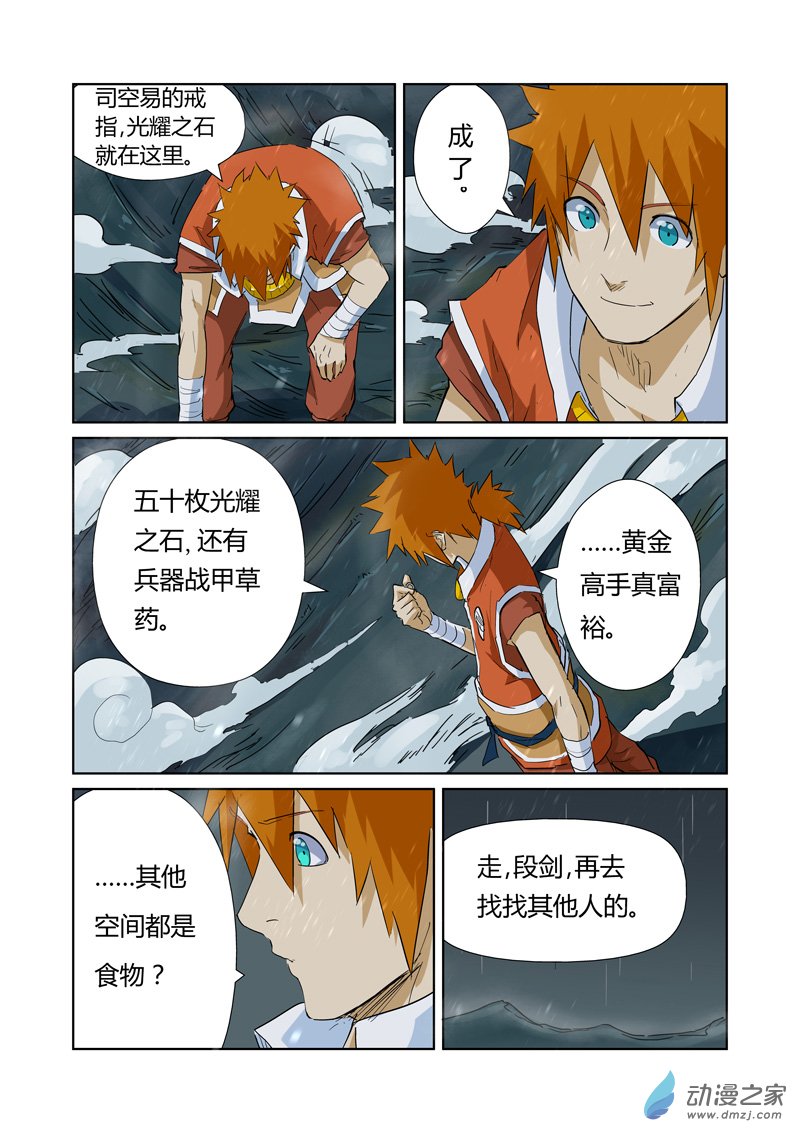 司空易的戒
指,光耀之石
就在这里。
成
了。
五十枚光耀
之石, 还有
兵器战甲草
药。
……黄金
高手真富
裕。
……其他
空间都是
食物？
走,段剑,再去
找找其他人的。
动漫之家
www.dmzj.com